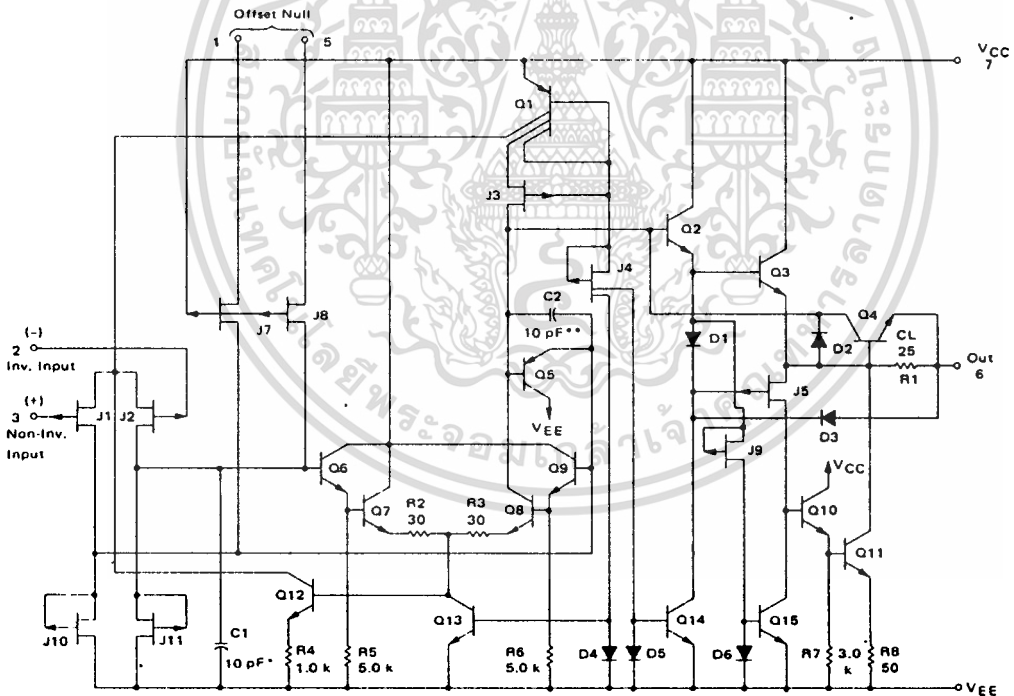 Offset Null
1 5
VCC
7
Q1
J3
Q2
J4
Q3
C2
10 pF**
J7 J8
Q4
CL
25
R1
D1
D2
Out
6
(-)
2
Inv. Input
(+)
3
Non-Inv.
Input
J1 J2
Q5
VEE
J5
D3
J9
VCC
Q6
Q7
R2
30
R3
30
Q8
Q9
Q10
Q11
Q12
Q13
Q14
Q15
J10
J11
C1
10 pF*
R4
1.0 k
R5
5.0 k
R6
5.0 k
D4
D5
D6
R7
3.0
k
R8
50
VEE